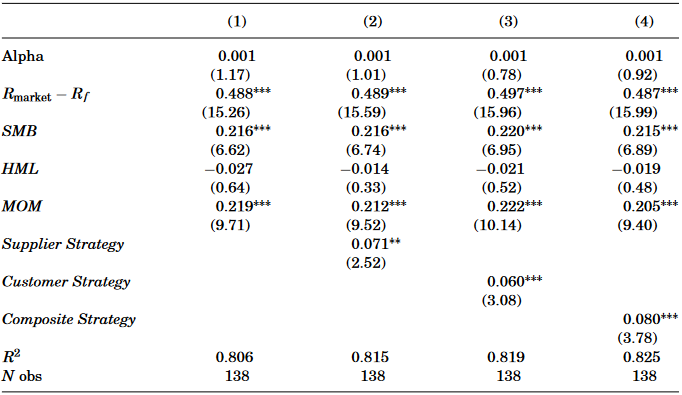 (1) (2) (3) (4)
Alpha 0.001 0.001 0.001 0.001
(1.17) (1.01) (0.78) (0.92)
Rmarket − Rf 0.488*** 0.489*** 0.497*** 0.487***
(15.26) (15.59) (15.96) (15.99)
SMB 0.216*** 0.216*** 0.220*** 0.215***
(6.62) (6.74) (6.95) (6.89)
HML −0.027 −0.014 −0.021 −0.019
(0.64) (0.33) (0.52) (0.48)
MOM 0.219*** 0.212*** 0.222*** 0.205***
(9.71) (9.52) (10.14) (9.40)
Supplier Strategy 0.071**
(2.52)
Customer Strategy 0.060***
(3.08)
Composite Strategy 0.080***
(3.78)
R² 0.806 0.815 0.819 0.825
N obs 138 138 138 138